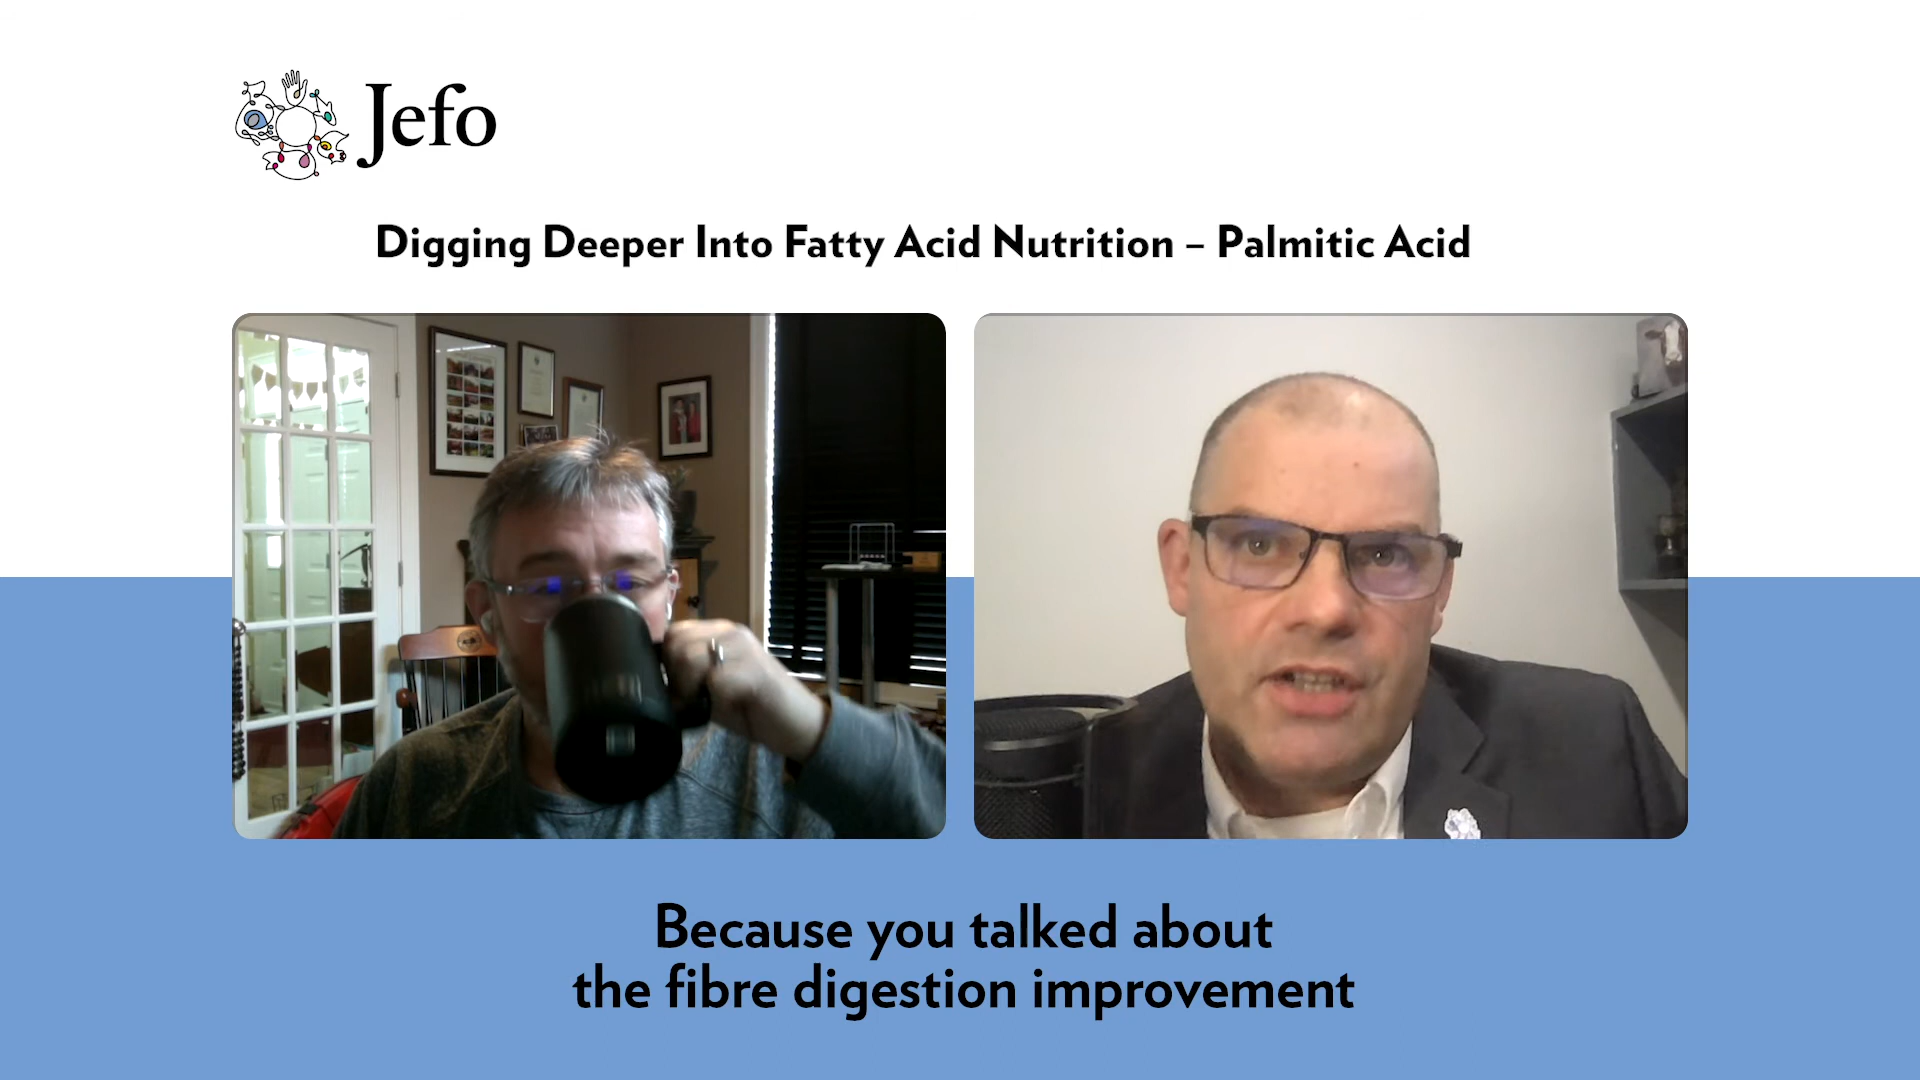 Jefo
Digging Deeper Into Fatty Acid Nutrition – Palmitic Acid
Because you talked about
the fibre digestion improvement